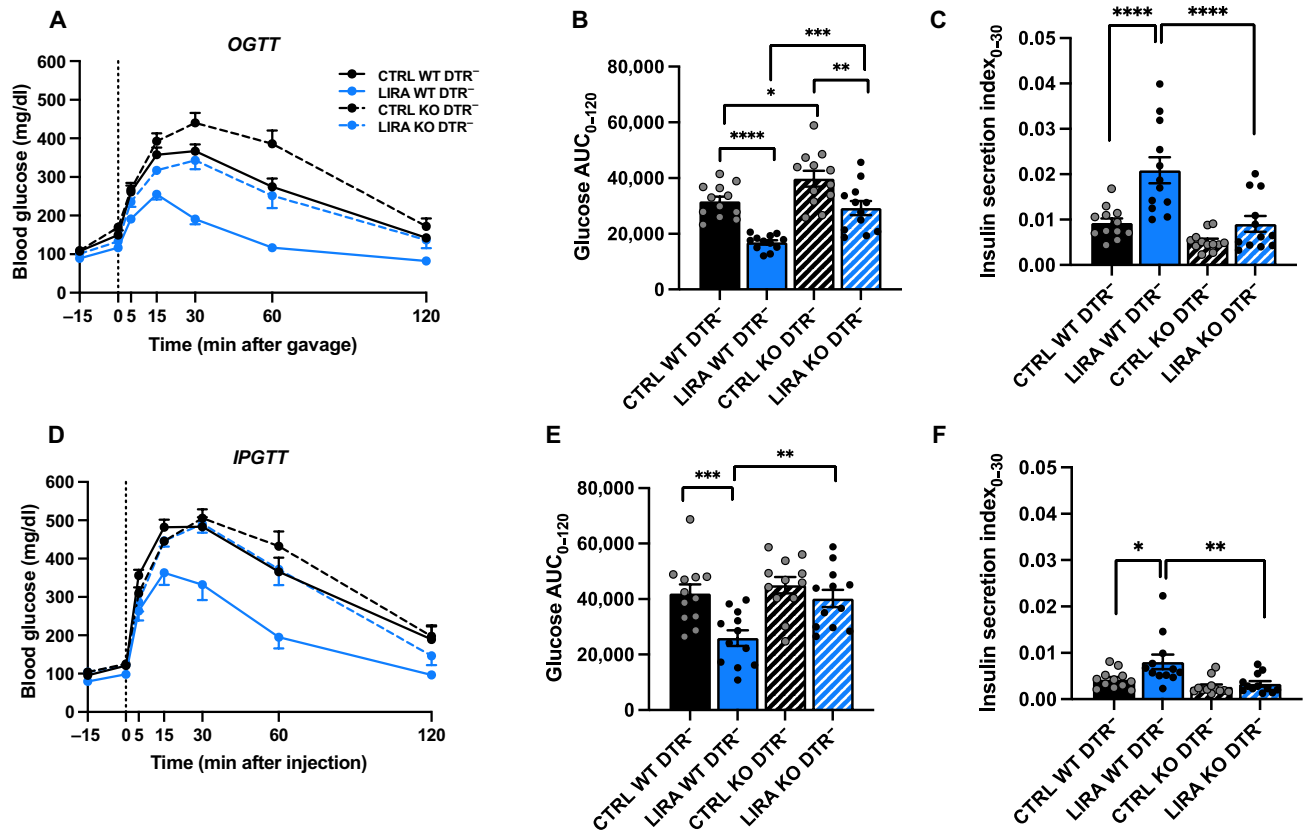 A
OGTT
Blood glucose (mg/dl)
600
500
400
300
200
100
0
–15
0
5
15
30
60
120
Time (min after gavage)
CTRL WT DTR⁻
LIRA WT DTR⁻
CTRL KO DTR⁻
LIRA KO DTR⁻
B
Glucose AUC₀₋₁₂₀
80,000
60,000
40,000
20,000
0
***
**
*
****
CTRL WT DTR⁻
LIRA WT DTR⁻
CTRL KO DTR⁻
LIRA KO DTR⁻
C
Insulin secretion index₀₋₃₀
0.05
0.04
0.03
0.02
0.01
0.00
****
****
CTRL WT DTR⁻
LIRA WT DTR⁻
CTRL KO DTR⁻
LIRA KO DTR⁻
D
IPGTT
Blood glucose (mg/dl)
600
500
400
300
200
100
0
–15
0
5
15
30
60
120
Time (min after injection)
E
Glucose AUC₀₋₁₂₀
80,000
60,000
40,000
20,000
0
***
**
CTRL WT DTR⁻
LIRA WT DTR⁻
CTRL KO DTR⁻
LIRA KO DTR⁻
F
Insulin secretion index₀₋₃₀
0.05
0.04
0.03
0.02
0.01
0.00
*
**
CTRL WT DTR⁻
LIRA WT DTR⁻
CTRL KO DTR⁻
LIRA KO DTR⁻